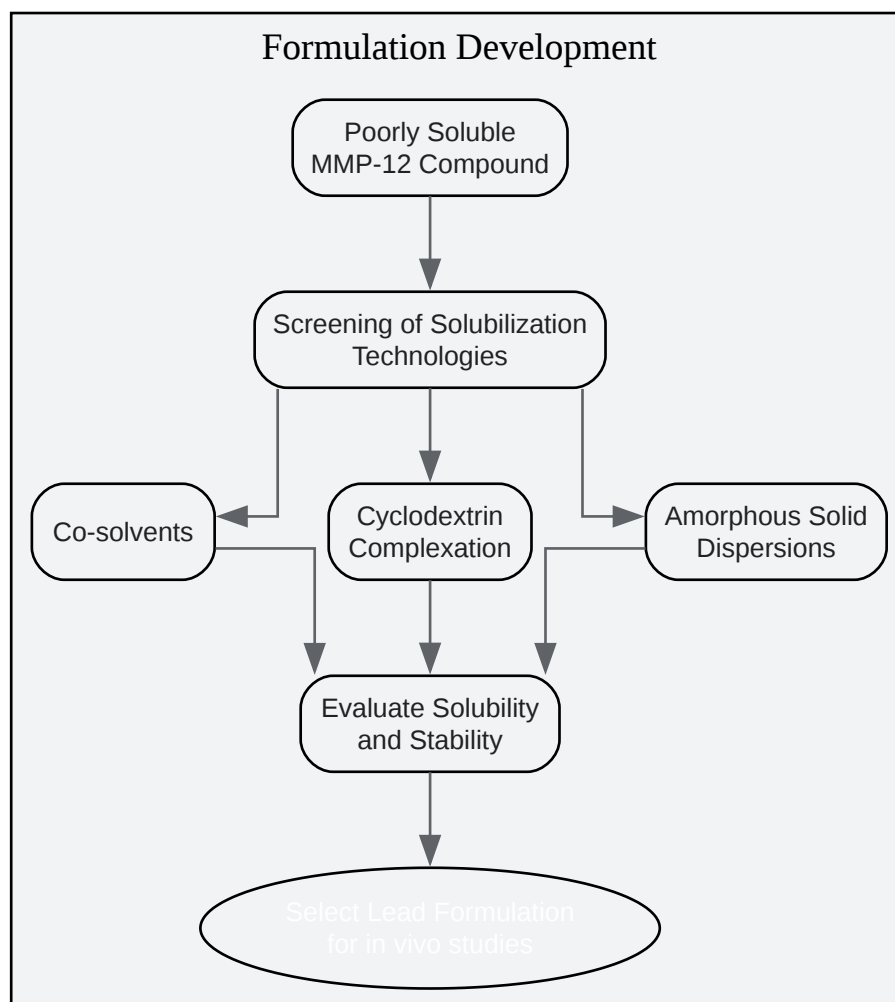 Formulation Development
Poorly Soluble
MMP-12 Compound
Screening of Solubilization
Technologies
Co-solvents
Cyclodextrin
Complexation
Amorphous Solid
Dispersions
Evaluate Solubility
and Stability
Select Lead Formulation
for in vivo studies